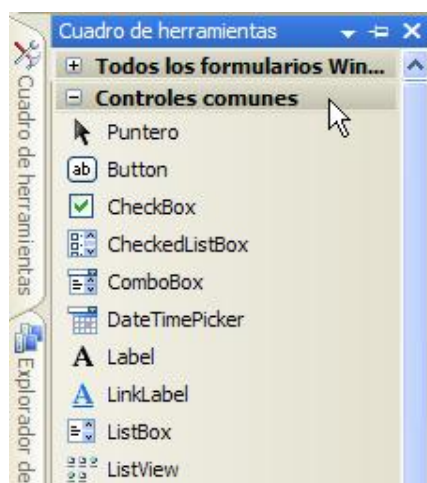 Cuadro de herramientas
Todos los formularios Win...
Controles comunes
Puntero
ab Button
CheckBox
CheckedListBox
ComboBox
DateTimePicker
A Label
A LinkLabel
ListBox
ListView
Cuadro de herramientas
Explorador de